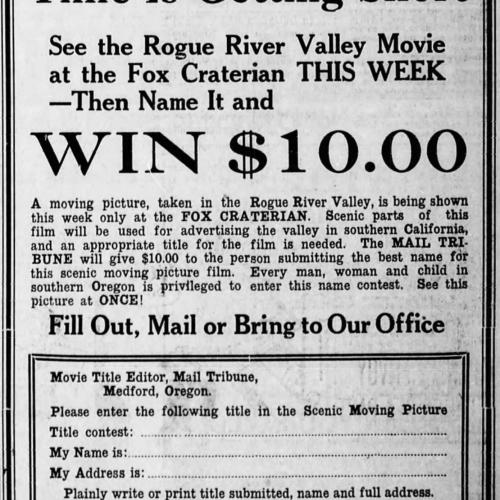 Time is Getting Short
See the Rogue River Valley Movie
at the Fox Craterian THIS WEEK
—Then Name It and
WIN $10.00
A moving picture, taken in the Rogue River Valley, is being shown
this week only at the FOX CRATERIAN. Scenic parts of this
film will be used for advertising the valley in southern California,
and an appropriate title for the film is needed. The MAIL TRI-
BUNE will give $10.00 to the person submitting the best name for
this scenic moving picture film. Every man, woman and child in
southern Oregon is privileged to enter this name contest. See this
picture at ONCE!
Fill Out, Mail or Bring to Our Office
Movie Title Editor, Mail Tribune,
Medford, Oregon.
Please enter the following title in the Scenic Moving Picture
Title contest:
My Name is:
My Address is:
Plainly write or print title submitted, name and full address.